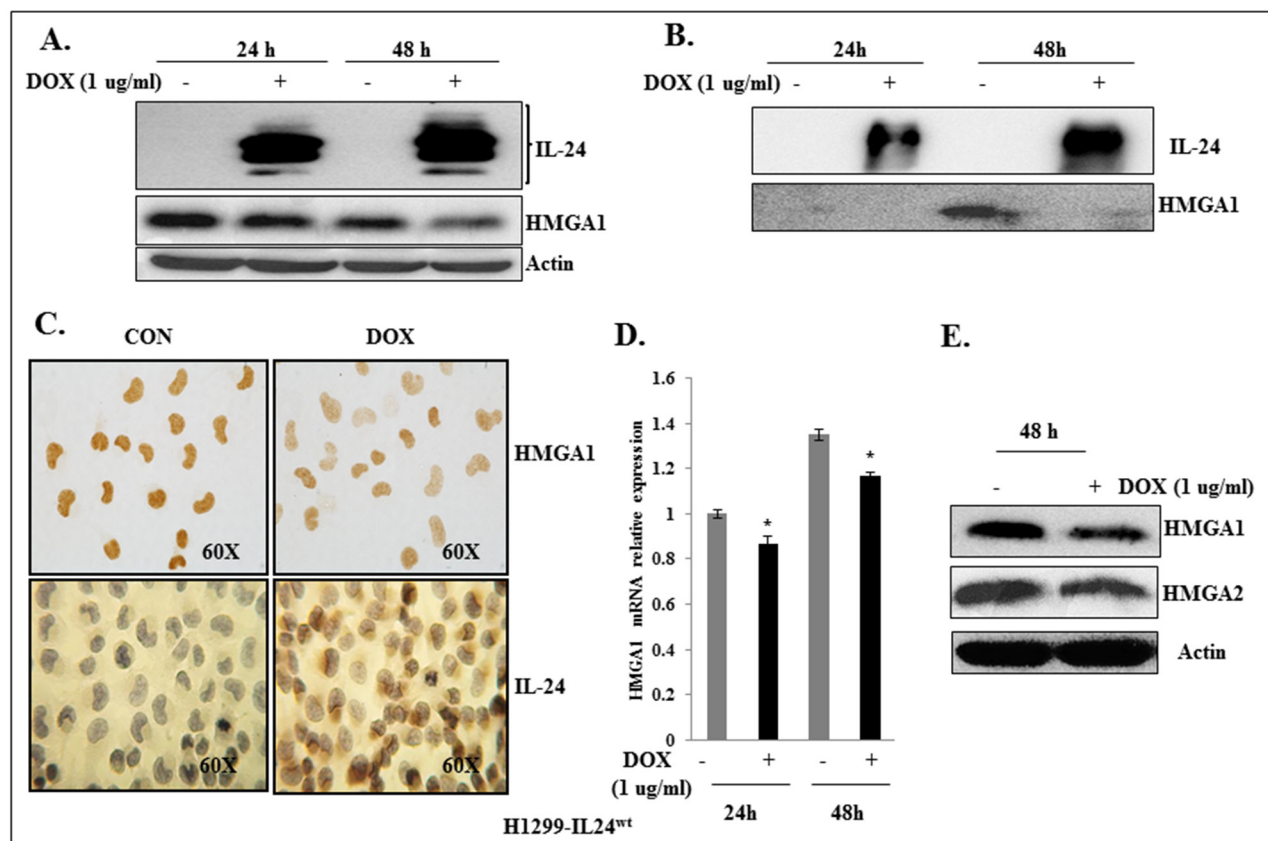 A.
24 h 48 h
DOX (1 ug/ml) - + - +
IL-24
HMGA1
Actin
B.
24h 48h
DOX (1 ug/ml) - + - +
IL-24
HMGA1
C.
CON DOX
HMGA1
60X 60X
IL-24
60X 60X
D.
HMGA1 mRNA relative expression
1.6
1.4
1.2
1
0.8
0.6
0.4
0.2
0
* *
DOX - + - +
(1 ug/ml)
24h 48h
E.
48 h
- + DOX (1 ug/ml)
HMGA1
HMGA2
Actin
H1299-IL24wt